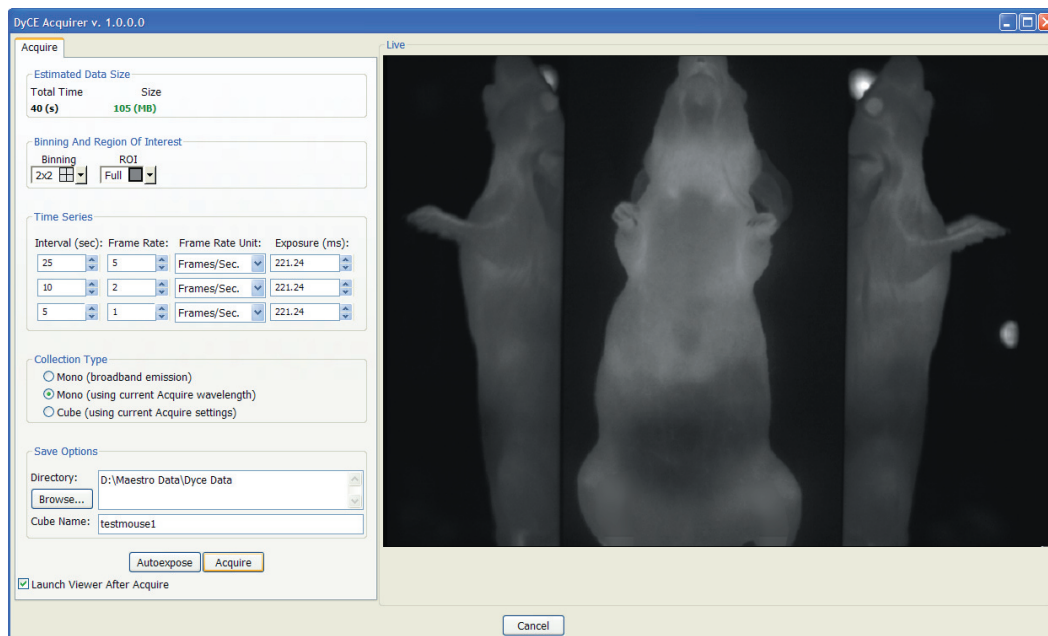 DyCE Acquirer v. 1.0.0.0
Acquire
Live
Estimated Data Size
Total Time Size
40 (s) 105 (MB)
Binning And Region Of Interest
Binning ROI
2x2 Full
Time Series
Interval (sec): Frame Rate: Frame Rate Unit: Exposure (ms):
25 5 Frames/Sec. 221.24
10 2 Frames/Sec. 221.24
5 1 Frames/Sec. 221.24
Collection Type
Mono (broadband emission)
Mono (using current Acquire wavelength)
Cube (using current Acquire settings)
Save Options
Directory: D:\Maestro Data\Dyce Data
Browse...
Cube Name: testmouse1
Autoexpose Acquire
Launch Viewer After Acquire
Cancel